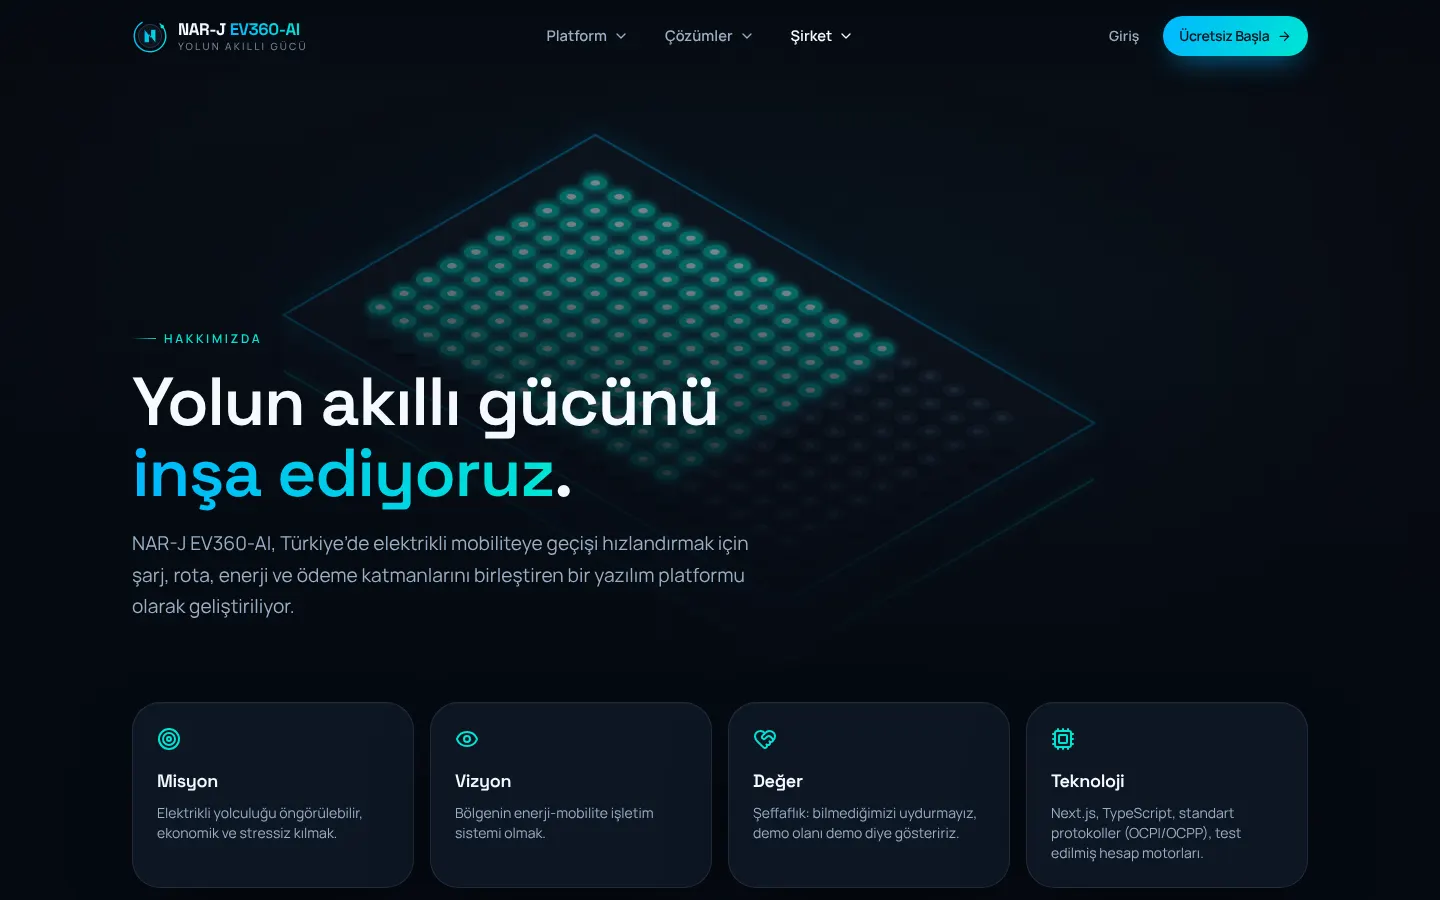 NAR-J EV360-AI
YOLUN AKILLI GÜCÜ
Platform
Çözümler
Şirket
Giriş
Ücretsiz Başla
HAKKIMIZDA
Yolun akıllı gücünü
inşa ediyoruz.
NAR-J EV360-AI, Türkiye'de elektrikli mobiliteye geçişi hızlandırmak için
şarj, rota, enerji ve ödeme katmanlarını birleştiren bir yazılım platformu
olarak geliştiriliyor.
Misyon
Elektrikli yolculuğu öngörülebilir,
ekonomik ve stressiz kılmak.
Vizyon
Bölgenin enerji-mobilite işletim
sistemi olmak.
Değer
Şeffaflık: bilmediğimizi uydurmayız,
demo olanı demo diye gösteririz.
Teknoloji
Next.js, TypeScript, standart
protokoller (OCPI/OCPP), test
edilmiş hesap motorları.